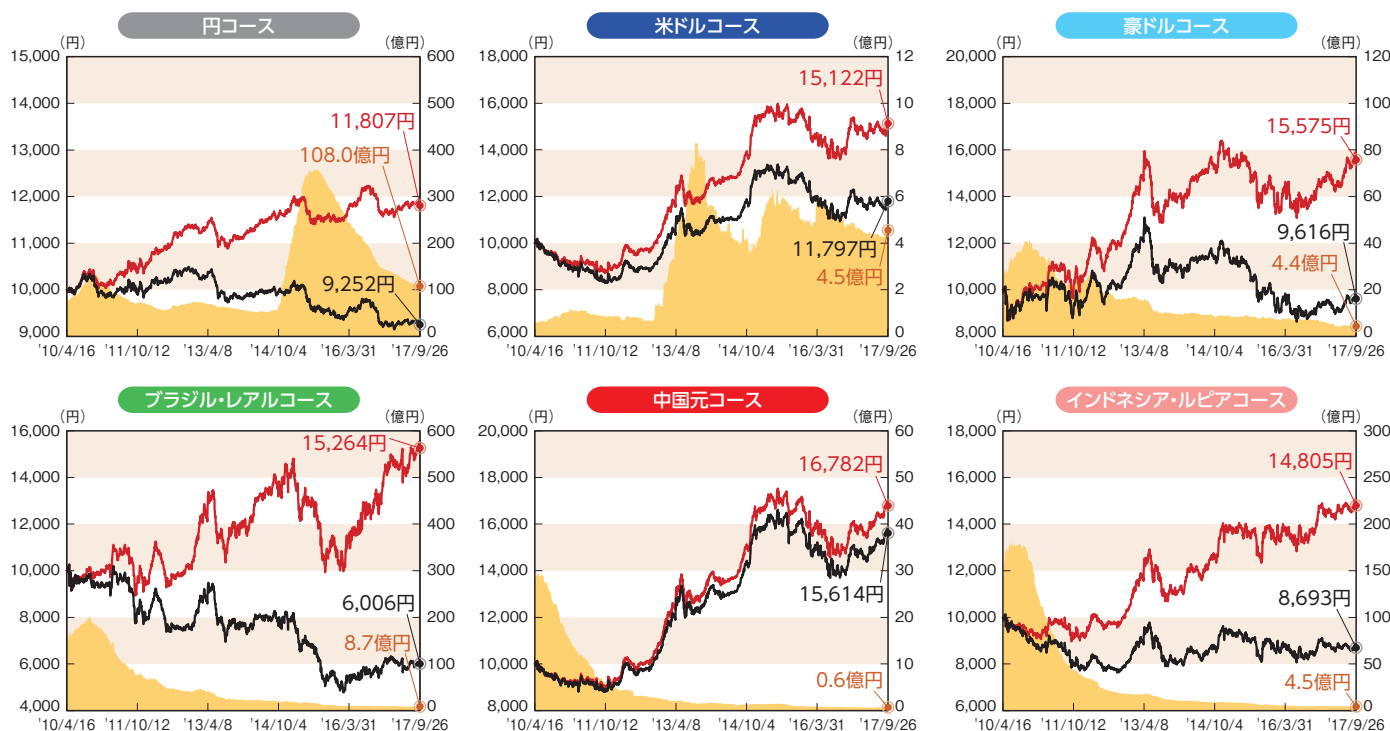 円コース
(円)
(億円)
15,000
14,000
13,000
12,000
11,000
10,000
9,000
600
500
400
300
200
100
0
11,807円
108.0億円
9,252円
'10/4/16 '11/10/12 '13/4/8 '14/10/4 '16/3/31 '17/9/26
米ドルコース
(円)
(億円)
18,000
16,000
14,000
12,000
10,000
8,000
6,000
12
10
8
6
4
2
0
15,122円
11,797円
4.5億円
'10/4/16 '11/10/12 '13/4/8 '14/10/4 '16/3/31 '17/9/26
豪ドルコース
(円)
(億円)
20,000
18,000
16,000
14,000
12,000
10,000
8,000
120
100
80
60
40
20
0
15,575円
9,616円
4.4億円
'10/4/16 '11/10/12 '13/4/8 '14/10/4 '16/3/31 '17/9/26
ブラジル・レアルコース
(円)
(億円)
16,000
14,000
12,000
10,000
8,000
6,000
4,000
600
500
400
300
200
100
0
15,264円
6,006円
8.7億円
'10/4/16 '11/10/12 '13/4/8 '14/10/4 '16/3/31 '17/9/26
中国元コース
(円)
(億円)
20,000
18,000
16,000
14,000
12,000
10,000
8,000
60
50
40
30
20
10
0
16,782円
15,614円
0.6億円
'10/4/16 '11/10/12 '13/4/8 '14/10/4 '16/3/31 '17/9/26
インドネシア・ルピアコース
(円)
(億円)
18,000
16,000
14,000
12,000
10,000
8,000
6,000
300
250
200
150
100
50
0
14,805円
8,693円
4.5億円
'10/4/16 '11/10/12 '13/4/8 '14/10/4 '16/3/31 '17/9/26